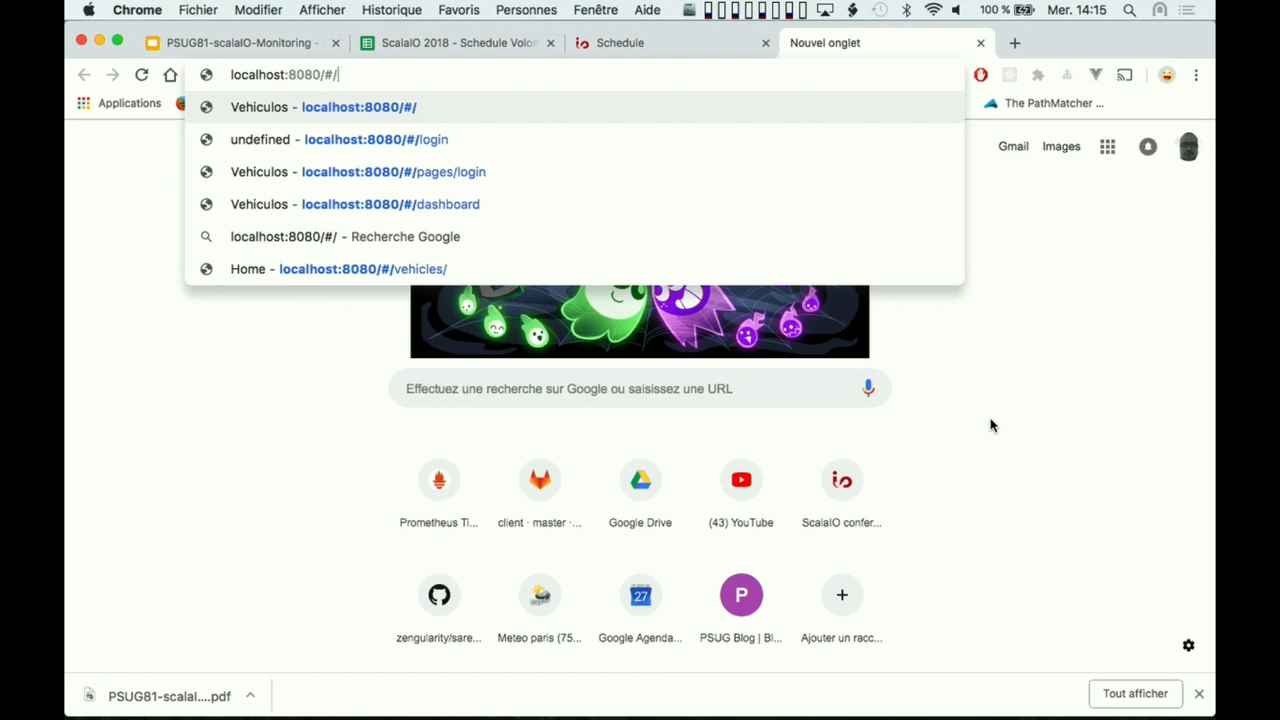 Chrome Fichier Modifier Afficher Historique Favoris Personnes Fenêtre Aide 100 % Mer. 14:15
PSUG81-scalaIO-Monitoring - ScalaIO 2018 - Schedule Volon Schedule Nouvel onglet
localhost:8080/#/
Applications The PathMatcher ...
Vehiculos - localhost:8080/#/
undefined - localhost:8080/#/login
Vehiculos - localhost:8080/#/pages/login
Vehiculos - localhost:8080/#/dashboard
localhost:8080/#/ - Recherche Google
Home - localhost:8080/#/vehicles/
Gmail Images
Effectuez une recherche sur Google ou saisissez une URL
Prometheus Ti... client · master ·... Google Drive (43) YouTube ScalaIO confer...
27 P
zengularity/sare... Meteo paris (75... Google Agenda... PSUG Blog | Bl... Ajouter un racc...
PSUG81-scalaI....pdf Tout afficher